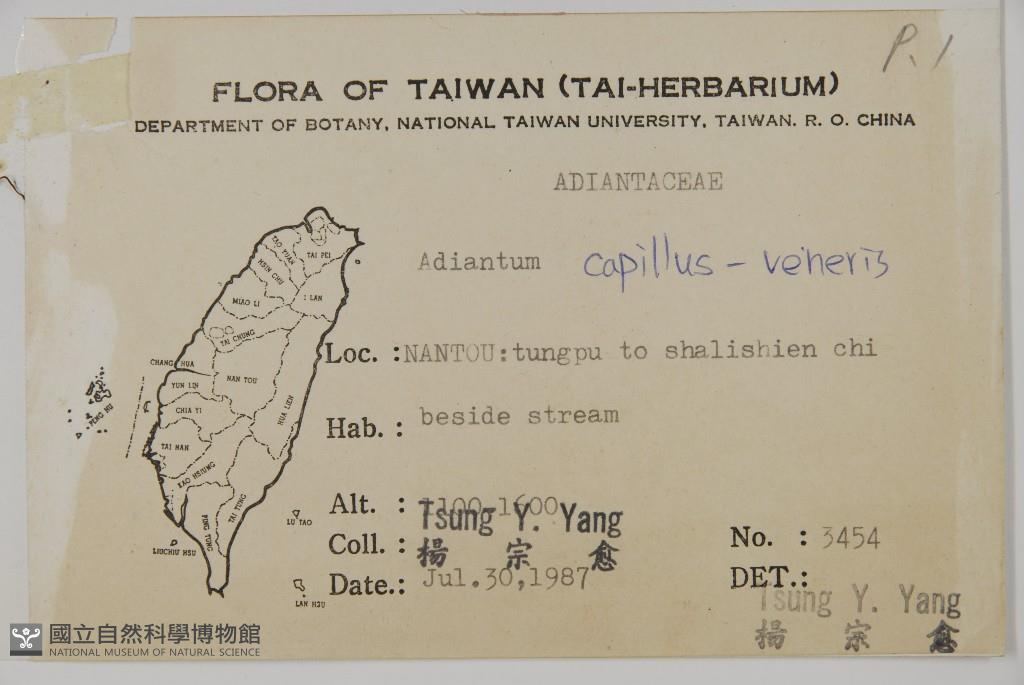 P. 1
FLORA OF TAIWAN (TAI-HERBARIUM)
DEPARTMENT OF BOTANY, NATIONAL TAIWAN UNIVERSITY, TAIWAN. R. O. CHINA
ADIANTACEAE
Adiantum capillus-veneris
Loc. : NANTOU:tungpu to shalishien chi
Hab. : beside stream
Alt. : 1100-1600
Coll. : Tsung Y. Yang
楊 宗 愈
Date.: Jul.30,1987
No. : 3454
DET.: Tsung Y. Yang
楊 宗 愈
TAO YUAN
TAI PEI
HSIN CHU
I LAN
MIAO LI
TAI CHUNG
CHANG HUA
NAN TOU
YUN LIN
HUA LIEN
CHIA YI
PENG HU
TAI NAN
KAO HSIUNG
TAI TUNG
PING TUNG
LU TAO
LIUCHIU HSU
LAN HSU
國立自然科學博物館
NATIONAL MUSEUM OF NATURAL SCIENCE